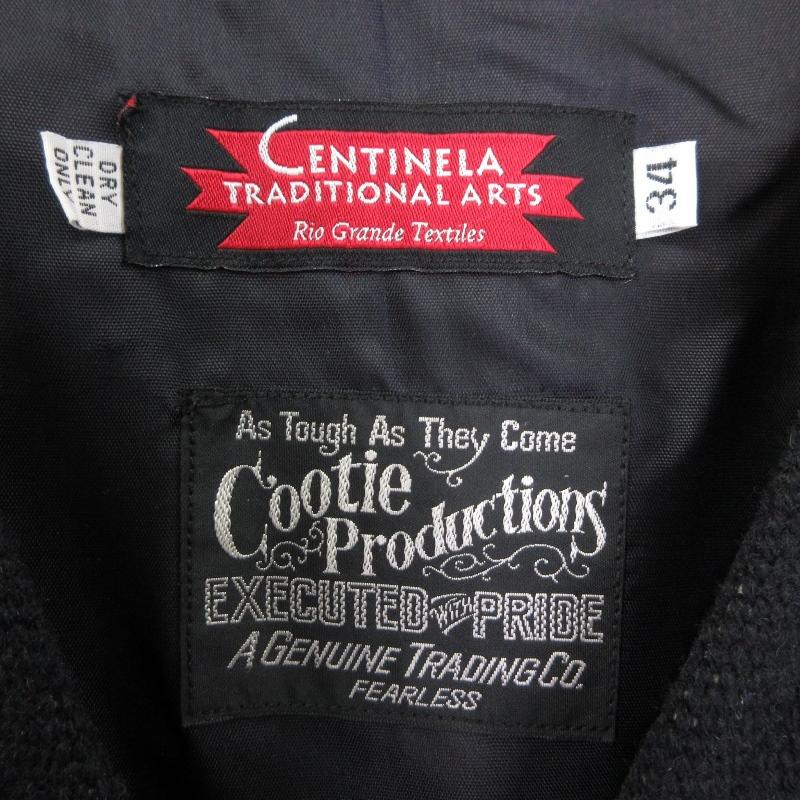 DRY
CLEAN
ONLY
CENTINELA
TRADITIONAL ARTS
Rio Grande Textiles
34
As Tough As They Come
Cootie
Productions
EXECUTED WITH PRIDE
A GENUINE TRADING CO.
FEARLESS